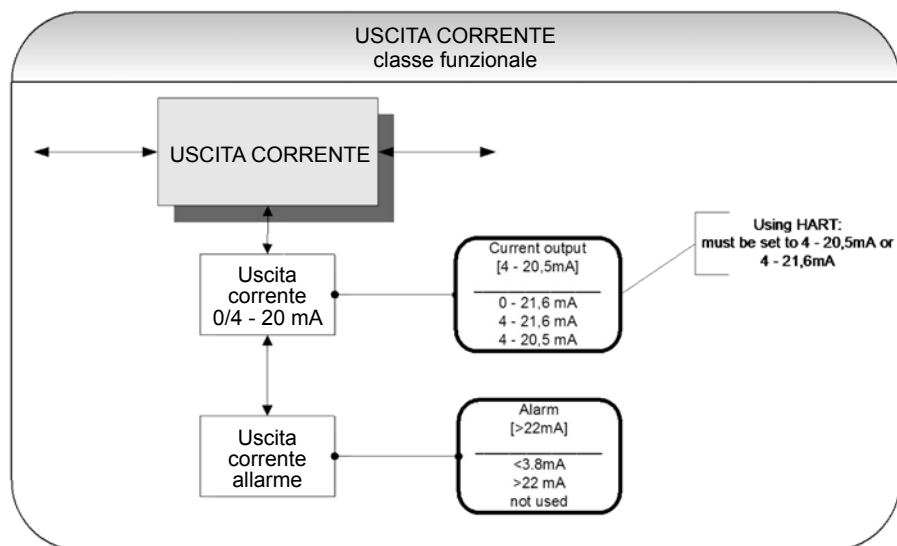 USCITA CORRENTE
classe funzionale
USCITA CORRENTE
Uscita
corrente
0/4 - 20 mA
Current output
[4 - 20,5mA]
0 - 21,6 mA
4 - 21,6 mA
4 - 20,5 mA
Using HART:
must be set to 4 - 20,5mA or
4 - 21,6mA
Uscita
corrente
allarme
Alarm
[>22mA]
<3.8mA
>22 mA
not used